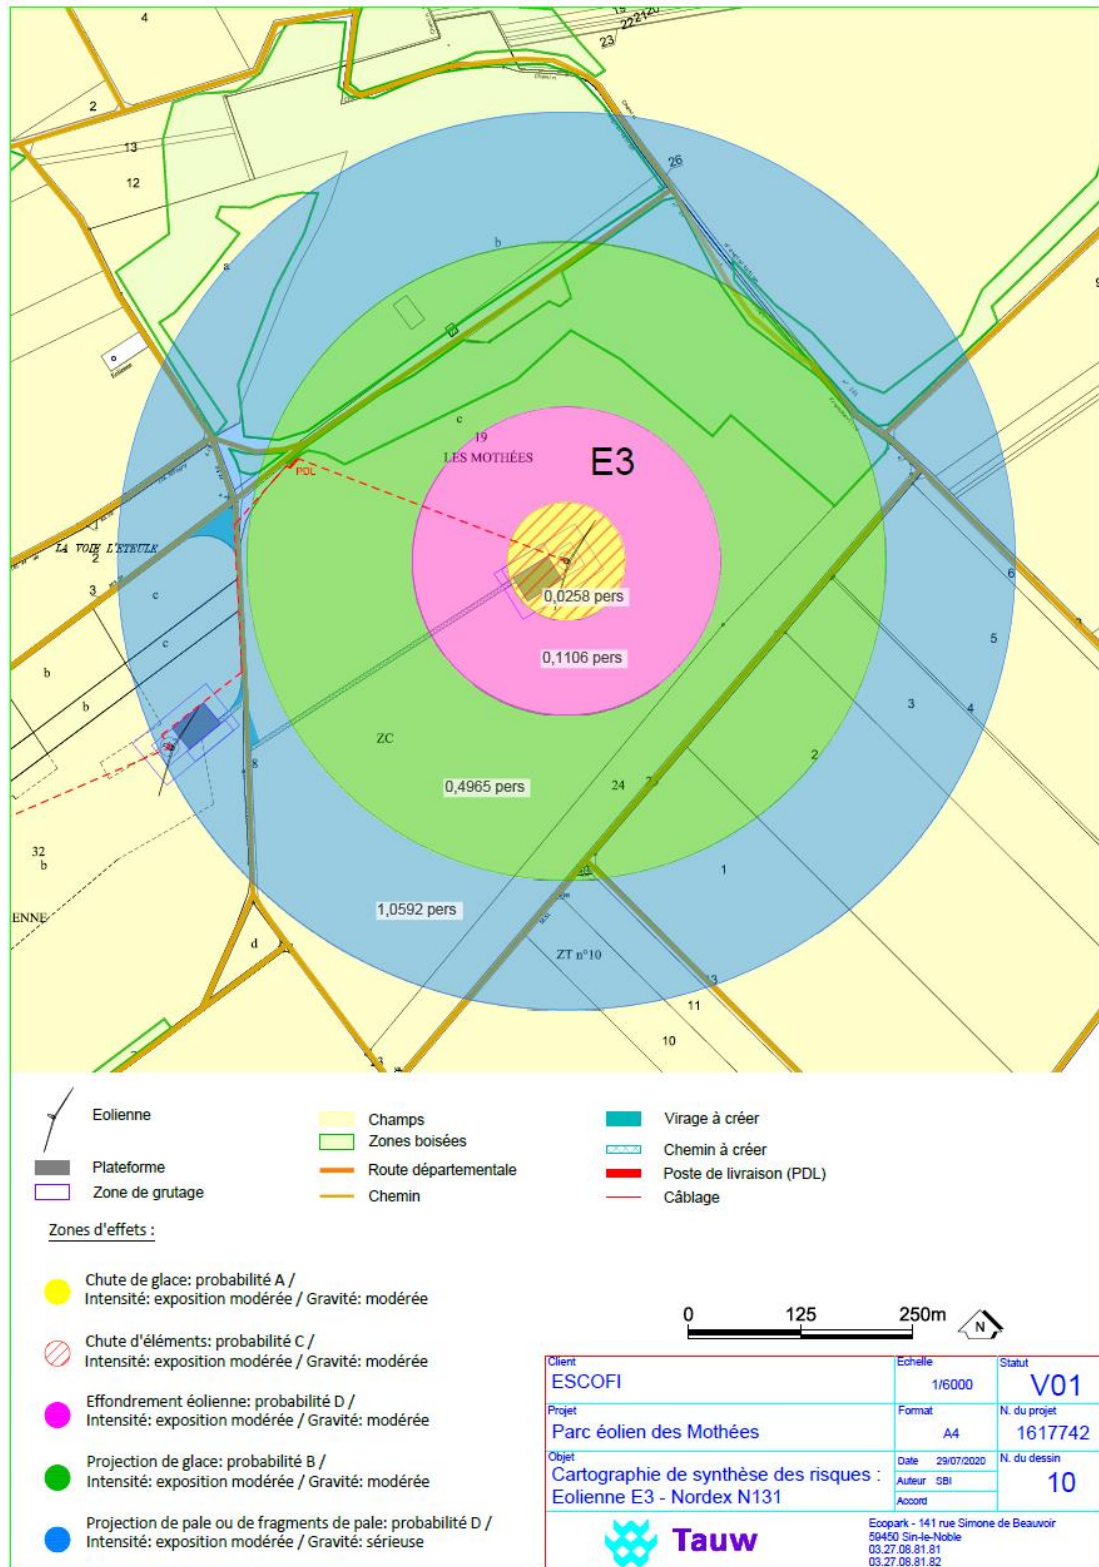 4
22
21
20
23
2
13
12
26
b
a
9
Eolienne
c
19
LES MOTHÉES
E3
PDL
1
LA VOIE L'ETEULE
2
3
c
c
b
b
0,0258 pers
0,1106 pers
6
5
4
3
2
ZC
8
0,4965 pers
24
32
b
1
1,0592 pers
ENNE
d
ZT n°10
13
11
10
Eolienne
Plateforme
Zone de grutage
Champs
Zones boisées
Route départementale
Chemin
Virage à créer
Chemin à créer
Poste de livraison (PDL)
Câblage
Zones d'effets :
Chute de glace: probabilité A /
Intensité: exposition modérée / Gravité: modérée
Chute d'éléments: probabilité C /
Intensité: exposition modérée / Gravité: modérée
Effondrement éolienne: probabilité D /
Intensité: exposition modérée / Gravité: modérée
Projection de glace: probabilité B /
Intensité: exposition modérée / Gravité: modérée
Projection de pale ou de fragments de pale: probabilité D /
Intensité: exposition modérée / Gravité: sérieuse
0 125 250m
N
Client
ESCOFI
Echelle
1/6000
Statut
V01
Projet
Parc éolien des Mothées
Format
A4
N. du projet
1617742
Objet
Cartographie de synthèse des risques :
Eolienne E3 - Nordex N131
Date 29/07/2020
Auteur SBI
Accord
N. du dessin
10
Tauw
Ecopark - 141 rue Simone de Beauvoir
59450 Sin-le-Noble
03.27.08.81.81
03.27.08.81.82